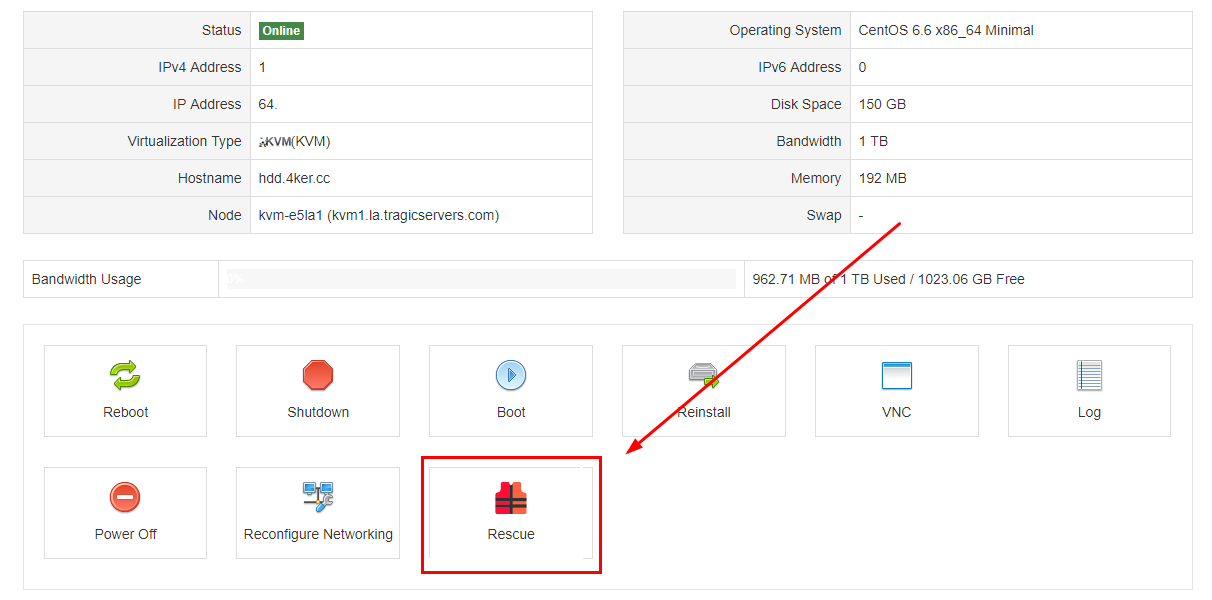 Status Online
Operating System CentOS 6.6 x86_64 Minimal
IPv4 Address 1
IPv6 Address 0
IP Address 64.
Disk Space 150 GB
Virtualization Type KVM(KVM)
Bandwidth 1 TB
Hostname hdd.4ker.cc
Memory 192 MB
Node kvm-e5la1 (kvm1.la.tragicservers.com)
Swap -
Bandwidth Usage 0% 962.71 MB of 1 TB Used / 1023.06 GB Free
Reboot Shutdown Boot Reinstall VNC Log
Power Off Reconfigure Networking Rescue